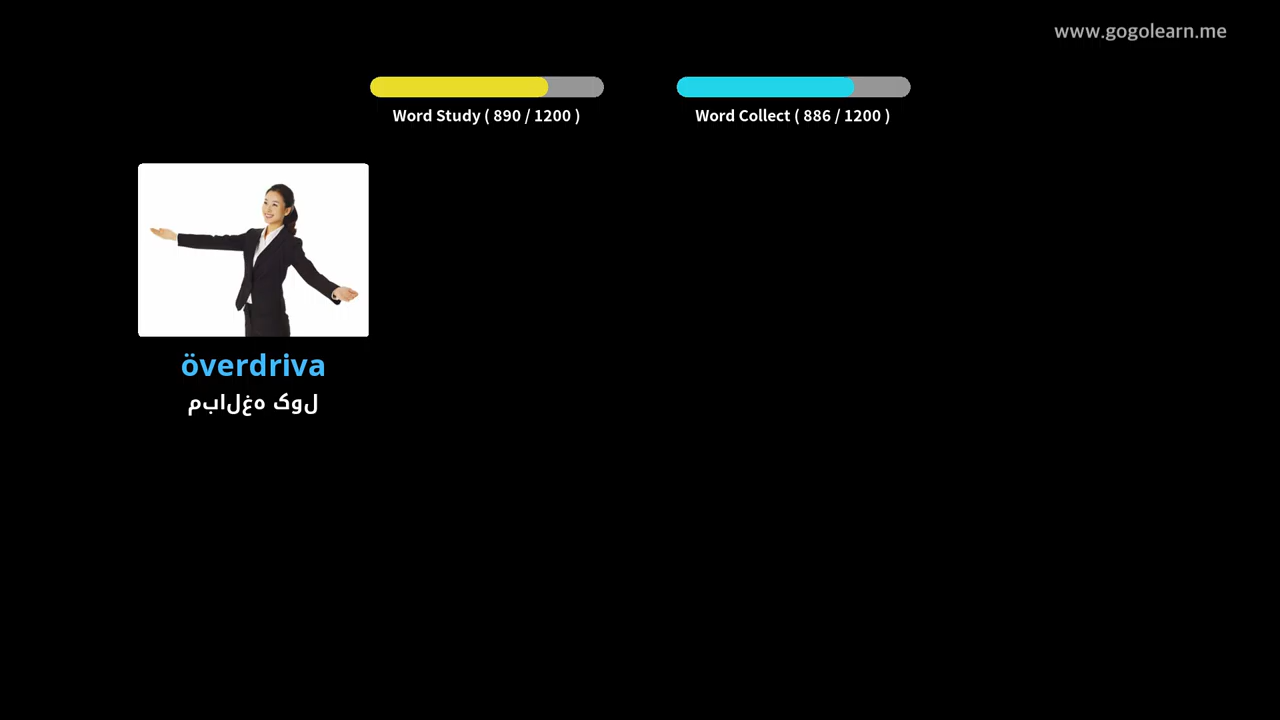 www.gogolearn.me
Word Study ( 890 / 1200 )
Word Collect ( 886 / 1200 )
överdriva
مبالغه کول